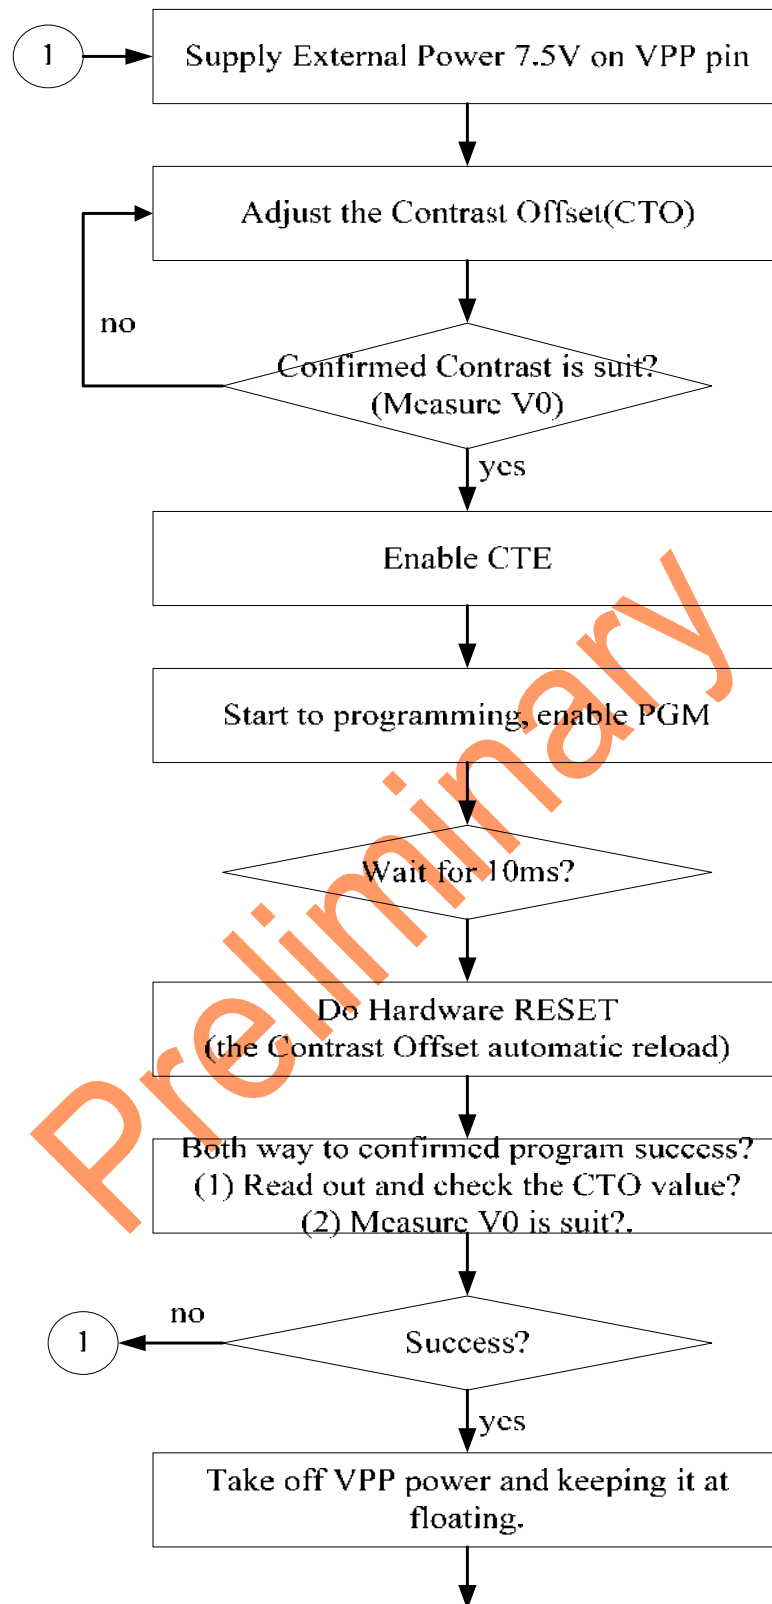 1
Supply External Power 7.5V on VPP pin
Adjust the Contrast Offset(CTO)
no
Confirmed Contrast is suit?
(Measure V0)
yes
Enable CTE
Start to programming, enable PGM
Wait for 10ms?
Do Hardware RESET
(the Contrast Offset automatic reload)
Both way to confirmed program success?
(1) Read out and check the CTO value?
(2) Measure V0 is suit?.
no
1
Success?
yes
Take off VPP power and keeping it at
floating.
Preliminary